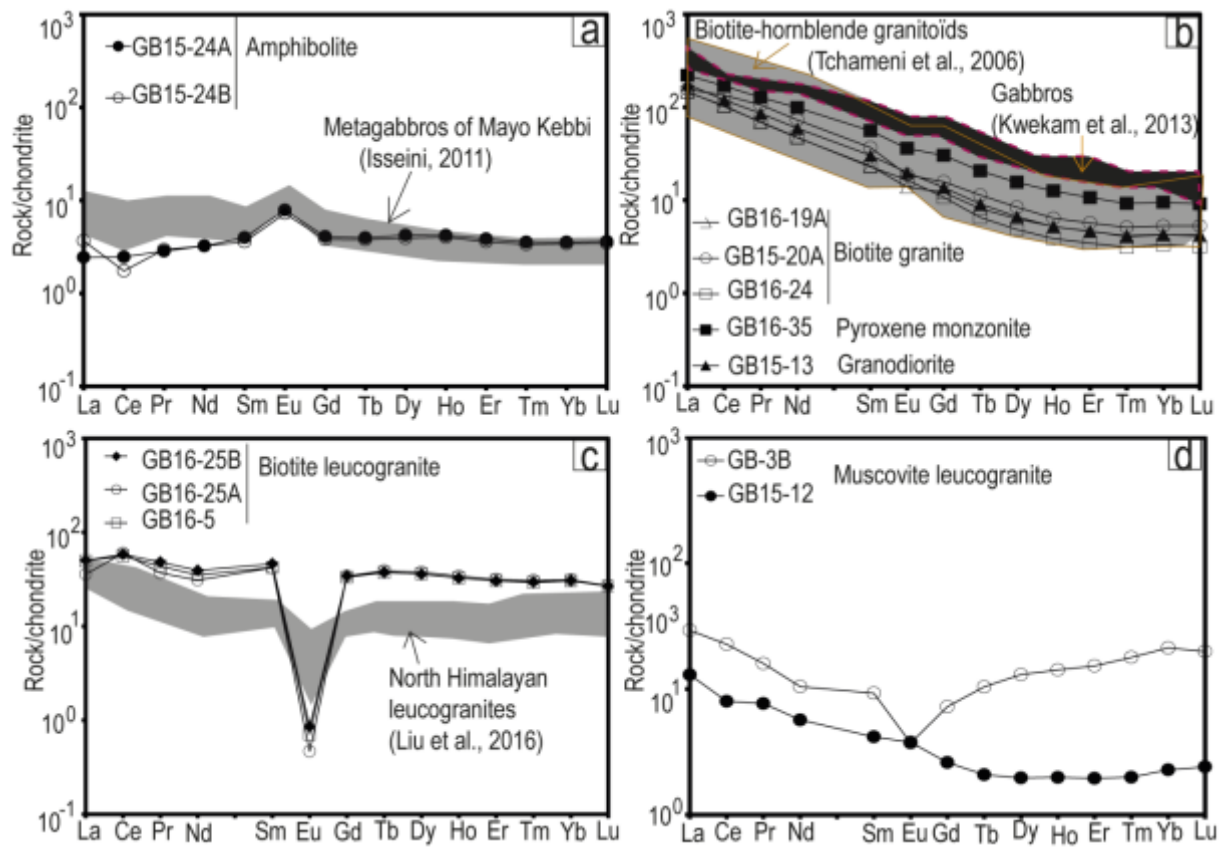 a
10³
10²
10¹
10⁰
10⁻¹
Rock/chondrite
GB15-24A
GB15-24B
Amphibolite
Metagabbros of Mayo Kebbi
(Isseini, 2011)
La Ce Pr Nd Sm Eu Gd Tb Dy Ho Er Tm Yb Lu
b
10³
10²
10¹
10⁰
10⁻¹
Rock/chondrite
Biotite-hornblende granitoïds
(Tchameni et al., 2006)
Gabbros
(Kwekam et al., 2013)
GB16-19A
GB15-20A
GB16-24
Biotite granite
GB16-35 Pyroxene monzonite
GB15-13 Granodiorite
La Ce Pr Nd Sm Eu Gd Tb Dy Ho Er Tm Yb Lu
c
10³
10²
10¹
10⁰
10⁻¹
Rock/chondrite
GB16-25B
GB16-25A
GB16-5
Biotite leucogranite
North Himalayan
leucogranites
(Liu et al., 2016)
La Ce Pr Nd Sm Eu Gd Tb Dy Ho Er Tm Yb Lu
d
10³
10²
10³
10¹
10⁰
Rock/chondrite
GB-3B
GB15-12
Muscovite leucogranite
La Ce Pr Nd Sm Eu Gd Tb Dy Ho Er Tm Yb Lu